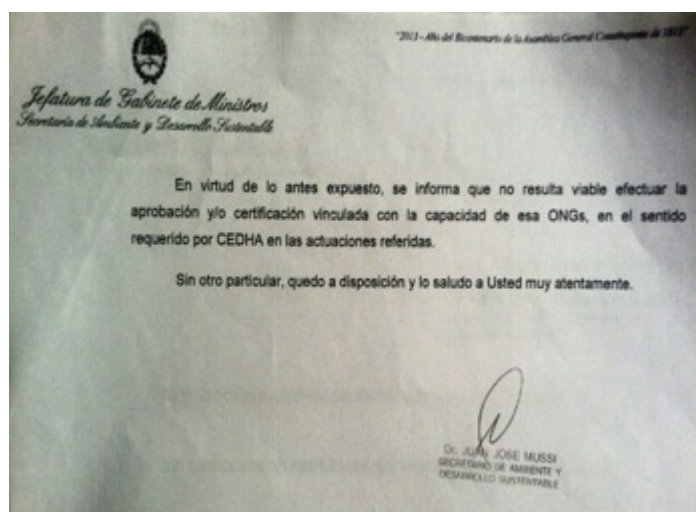 "2013 - Año del Bicentenario de la Asamblea General Constituyente de 1813"
Jefatura de Gabinete de Ministros
Secretaría de Ambiente y Desarrollo Sustentable
En virtud de lo antes expuesto, se informa que no resulta viable efectuar la
aprobación y/o certificación vinculada con la capacidad de esa ONGs, en el sentido
requerido por CEDHA en las actuaciones referidas.
Sin otro particular, quedo a disposición y lo saludo a Usted muy atentamente.
Dr. JUAN JOSE MUSSI
SECRETARIO DE AMBIENTE Y
DESARROLLO SUSTENTABLE